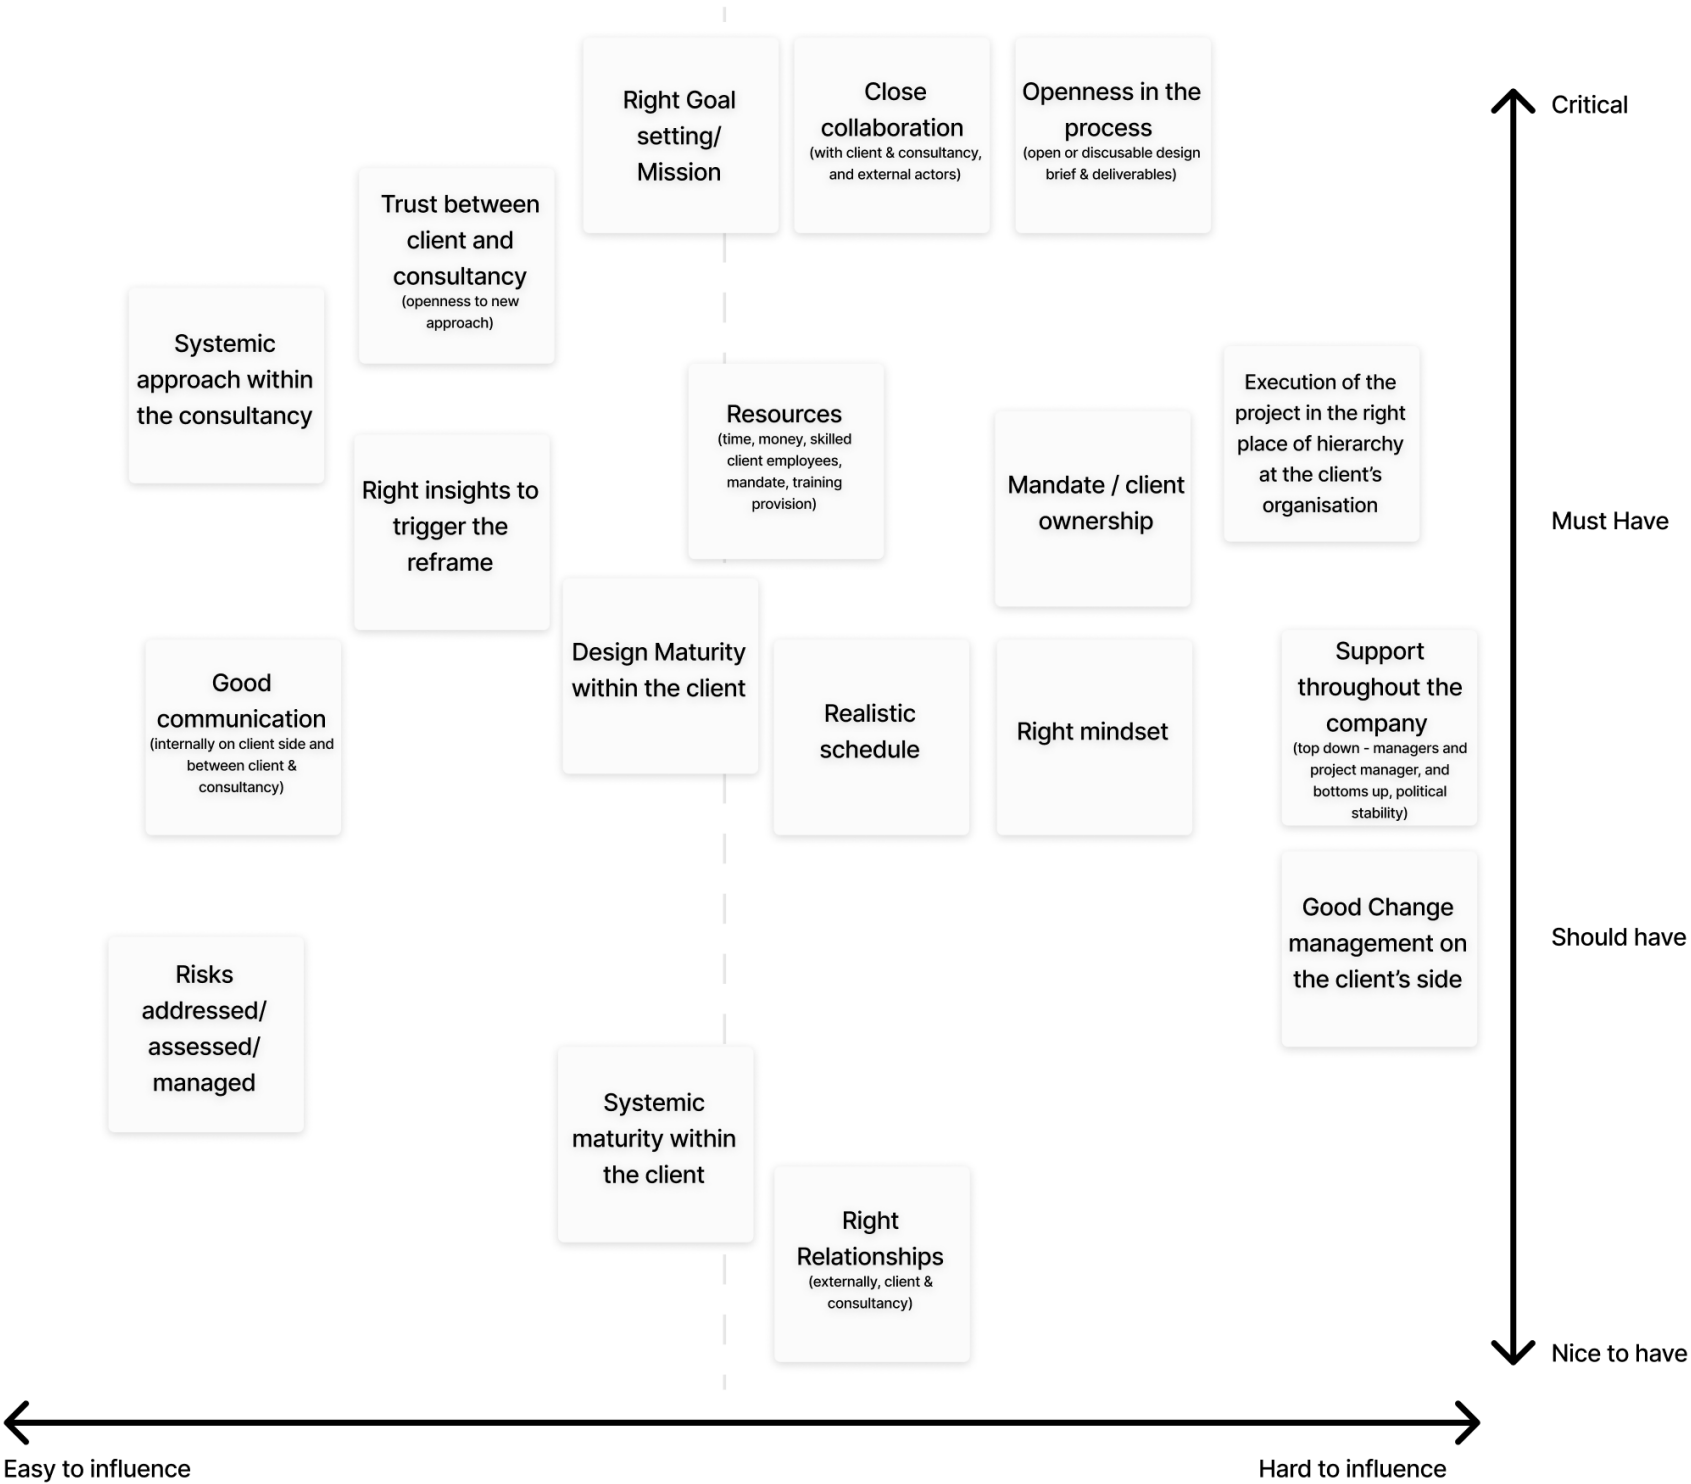 Right Goal
setting/
Mission
Close
collaboration
(with client & consultancy,
and external actors)
Openness in the
process
(open or discusable design
brief & deliverables)
Critical
Trust between
client and
consultancy
(openness to new
approach)
Systemic
approach within
the consultancy
Right insights to
trigger the
reframe
Resources
(time, money, skilled
client employees,
mandate, training
provision)
Mandate / client
ownership
Execution of the
project in the right
place of hierarchy
at the client’s
organisation
Must Have
Good
communication
(internally on client side and
between client &
consultancy)
Design Maturity
within the client
Realistic
schedule
Right mindset
Support
throughout the
company
(top down - managers and
project manager, and
bottoms up, political
stability)
Good Change
management on
the client’s side
Should have
Risks
addressed/
assessed/
managed
Systemic
maturity within
the client
Right
Relationships
(externally, client &
consultancy)
Nice to have
Easy to influence
Hard to influence